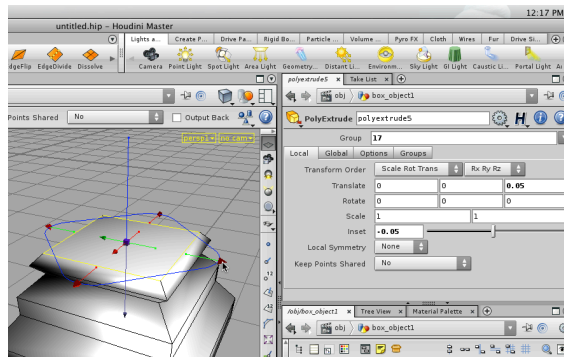 12:17 PM
untitled.hip - Houdini Master
Lights a... Create P... Drive Pa... Rigid Bo... Particle ... Volume ... Pyro FX Cloth Wires Fur Drive Si...
dgeFlip EdgeDivide Dissolve Camera Point Light Spot Light Area Light Geometry... Distant Li... Environm... Sky Light GI Light Caustic Li... Portal Light
polyextrude5 Take List
obj box_object1
Points Shared No Output Back
PolyExtrude polyextrude5
persp1 no cam
Group 17
Local Global Options Groups
Transform Order Scale Rot Trans Rx Ry Rz
Translate 0 0 0.05
Rotate 0 0 0
Scale 1 1
Inset -0.05
Local Symmetry None
Keep Points Shared No
/obj/box_object1 Tree View Material Palette
obj box_object1